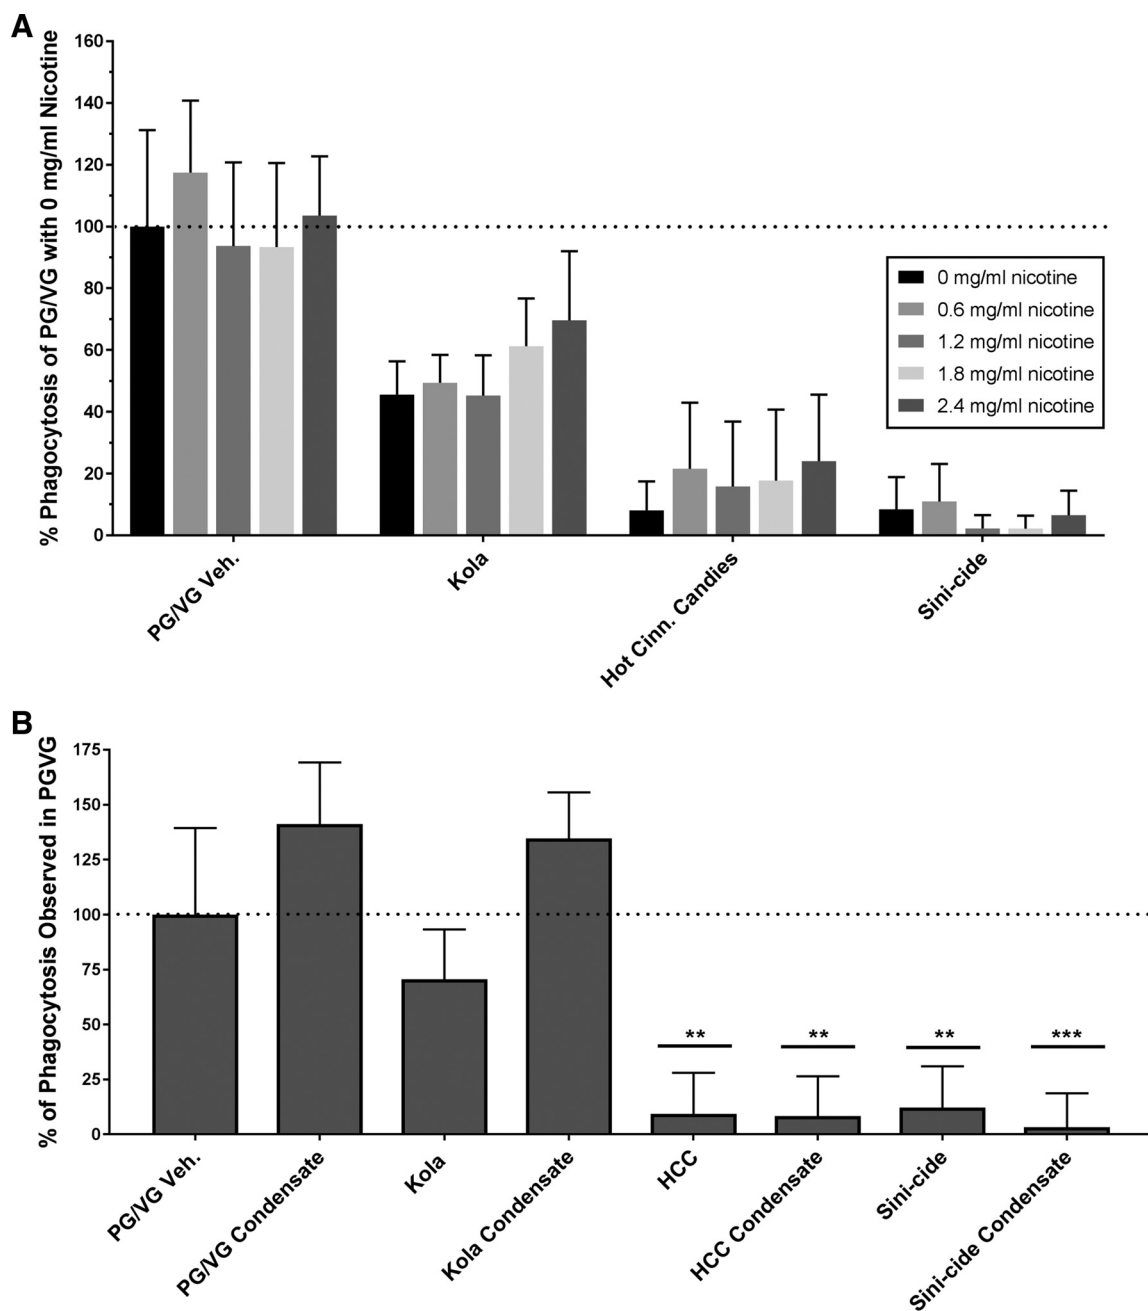 A
% Phagocytosis of PG/VG with 0 mg/ml Nicotine
160
140
120
100
80
60
40
20
0
0 mg/ml nicotine
0.6 mg/ml nicotine
1.2 mg/ml nicotine
1.8 mg/ml nicotine
2.4 mg/ml nicotine
PG/VG Veh.
Kola
Hot Cinn. Candies
Sini-cide
B
% of Phagocytosis Observed in PGVG
175
150
125
100
75
50
25
0
**
**
**
***
PG/VG Veh.
PG/VG Condensate
Kola
Kola Condensate
HCC
HCC Condensate
Sini-cide
Sini-cide Condensate